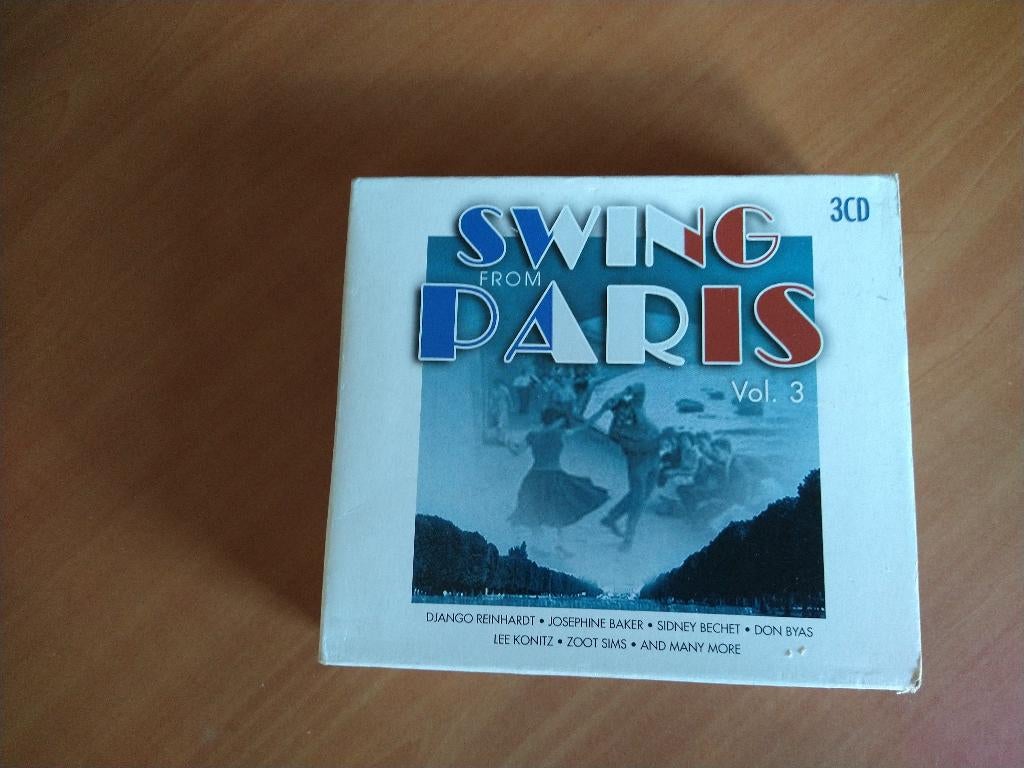 3CD
SWING
FROM
PARIS
Vol. 3
DJANGO REINHARDT • JOSEPHINE BAKER • SIDNEY BECHET • DON BYAS
LEE KONITZ • ZOOT SIMS • AND MANY MORE